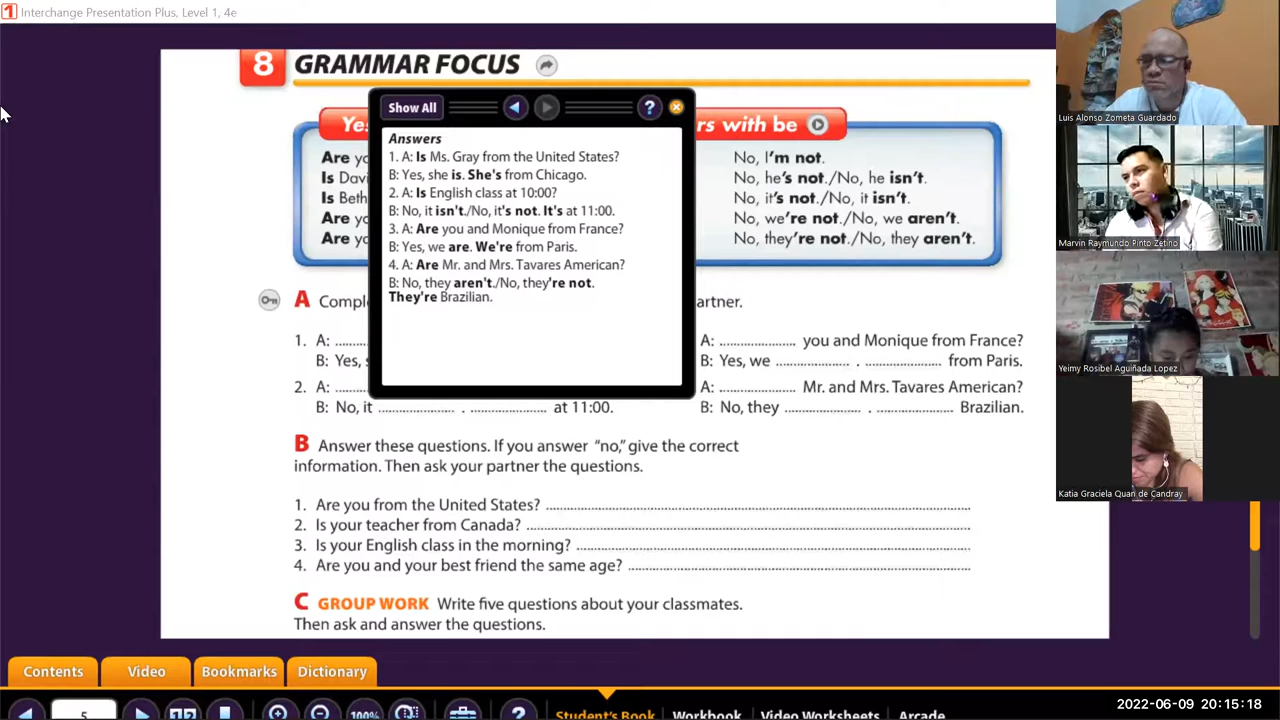 Interchange Presentation Plus, Level 1, 4e
8 GRAMMAR FOCUS
Show All
?
Answers
1. A: Is Ms. Gray from the United States?
B: Yes, she is. She's from Chicago.
2. A: Is English class at 10:00?
B: No, it isn't./No, it's not. It's at 11:00.
3. A: Are you and Monique from France?
B: Yes, we are. We're from Paris.
4. A: Are Mr. and Mrs. Tavares American?
B: No, they aren't./No, they're not.
They're Brazilian.
with be
Are
Is Davi
Is Beth
Are
Are
No, I'm not.
No, he's not./No, he isn't.
No, it's not./No, it isn't.
No, we're not./No, we aren't.
No, they're not./No, they aren't.
A
1. A:
B: Yes,
2. A:
B: No, it ............ . ............ at 11:00.
A: ............ you and Monique from France?
B: Yes, we ............ . ............ from Paris.
A: ............ Mr. and Mrs. Tavares American?
B: No, they ............ . ............ Brazilian.
B Answer these questions. If you answer “no,” give the correct
information. Then ask your partner the questions.
1. Are you from the United States?
2. Is your teacher from Canada?
3. Is your English class in the morning?
4. Are you and your best friend the same age?
C GROUP WORK Write five questions about your classmates.
Then ask and answer the questions.
Luis Alonso Zometa Guardado
Marvin Raymundo Pinto Zetino
Yeimy Rosibel Aguiñada Lopez
Katia Graciela Quan de Candray
Contents
Video
Bookmarks
Dictionary
5
100%
?
Student's Book
Workbook
Video Worksheets
Arcade
2022-06-09 20:15:18